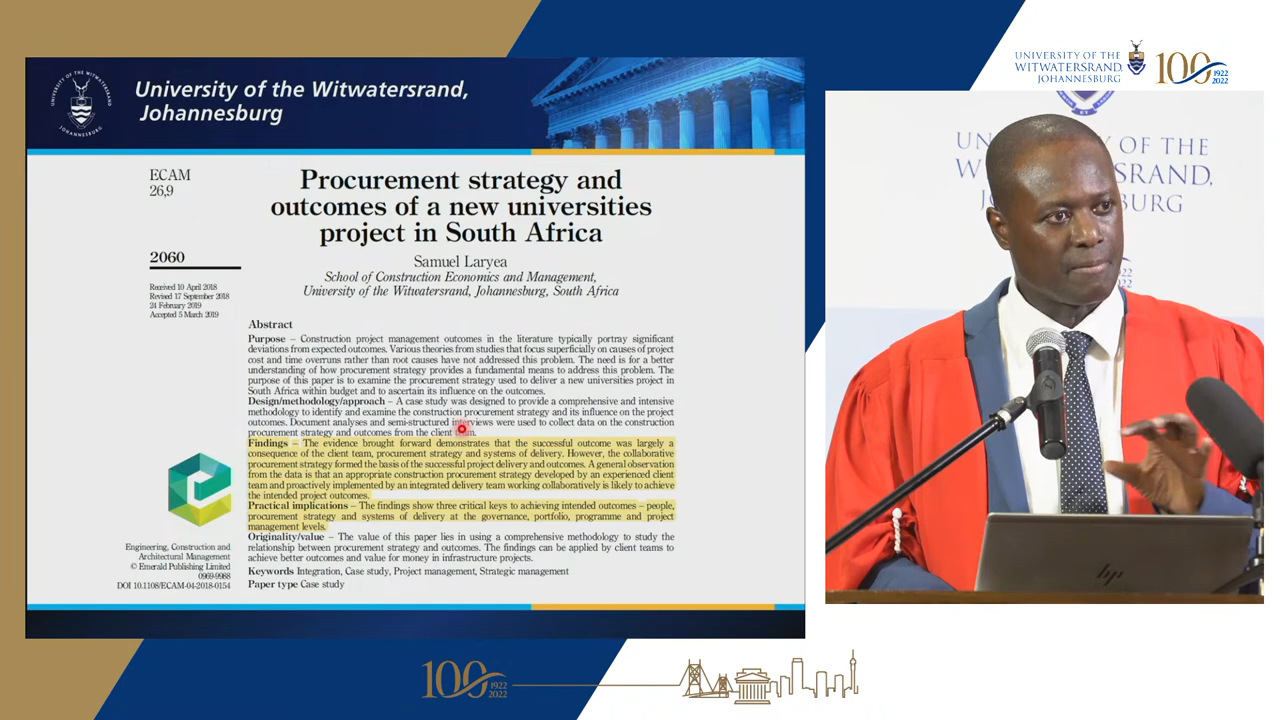 UNIVERSITY OF THE
WITWATERSRAND,
JOHANNESBURG
100 1922
2022
University of the Witwatersrand,
Johannesburg
ECAM
26,9
2060
Received 10 April 2018
Revised 17 September 2018
24 February 2019
Accepted 5 March 2019
Procurement strategy and
outcomes of a new universities
project in South Africa
Samuel Laryea
School of Construction Economics and Management,
University of the Witwatersrand, Johannesburg, South Africa
Abstract
Purpose – Construction project management outcomes in the literature typically portray significant
deviations from expected outcomes. Various theories from studies that focus superficially on causes of project
cost and time overruns rather than root causes have not addressed this problem. The need is for a better
understanding of how procurement strategy provides a fundamental means to address this problem. The
purpose of this paper is to examine the procurement strategy used to deliver a new universities project in
South Africa within budget and to ascertain its influence on the outcomes.
Design/methodology/approach – A case study was designed to provide a comprehensive and intensive
methodology to identify and examine the construction procurement strategy and its influence on the project
outcomes. Document analyses and semi-structured interviews were used to collect data on the construction
procurement strategy and outcomes from the client team.
Findings – The evidence brought forward demonstrates that the successful outcome was largely a
consequence of the client team, procurement strategy and systems of delivery. However, the collaborative
procurement strategy formed the basis of the successful project delivery and outcomes. A general observation
from the data is that an appropriate construction procurement strategy developed by an experienced client
team and proactively implemented by an integrated delivery team working collaboratively is likely to achieve
the intended project outcomes.
Practical implications – The findings show three critical keys to achieving intended outcomes – people,
procurement strategy and systems of delivery at the governance, portfolio, programme and project
management levels.
Originality/value – The value of this paper lies in using a comprehensive methodology to study the
relationship between procurement strategy and outcomes. The findings can be applied by client teams to
achieve better outcomes and value for money in infrastructure projects.
Keywords Integration, Case study, Project management, Strategic management
Paper type Case study
Engineering, Construction and
Architectural Management
© Emerald Publishing Limited
0969-9988
DOI 10.1108/ECAM-04-2018-0154
UN Y OF THE
W SRAND,
JO BURG
22
hp
100 1922
2022